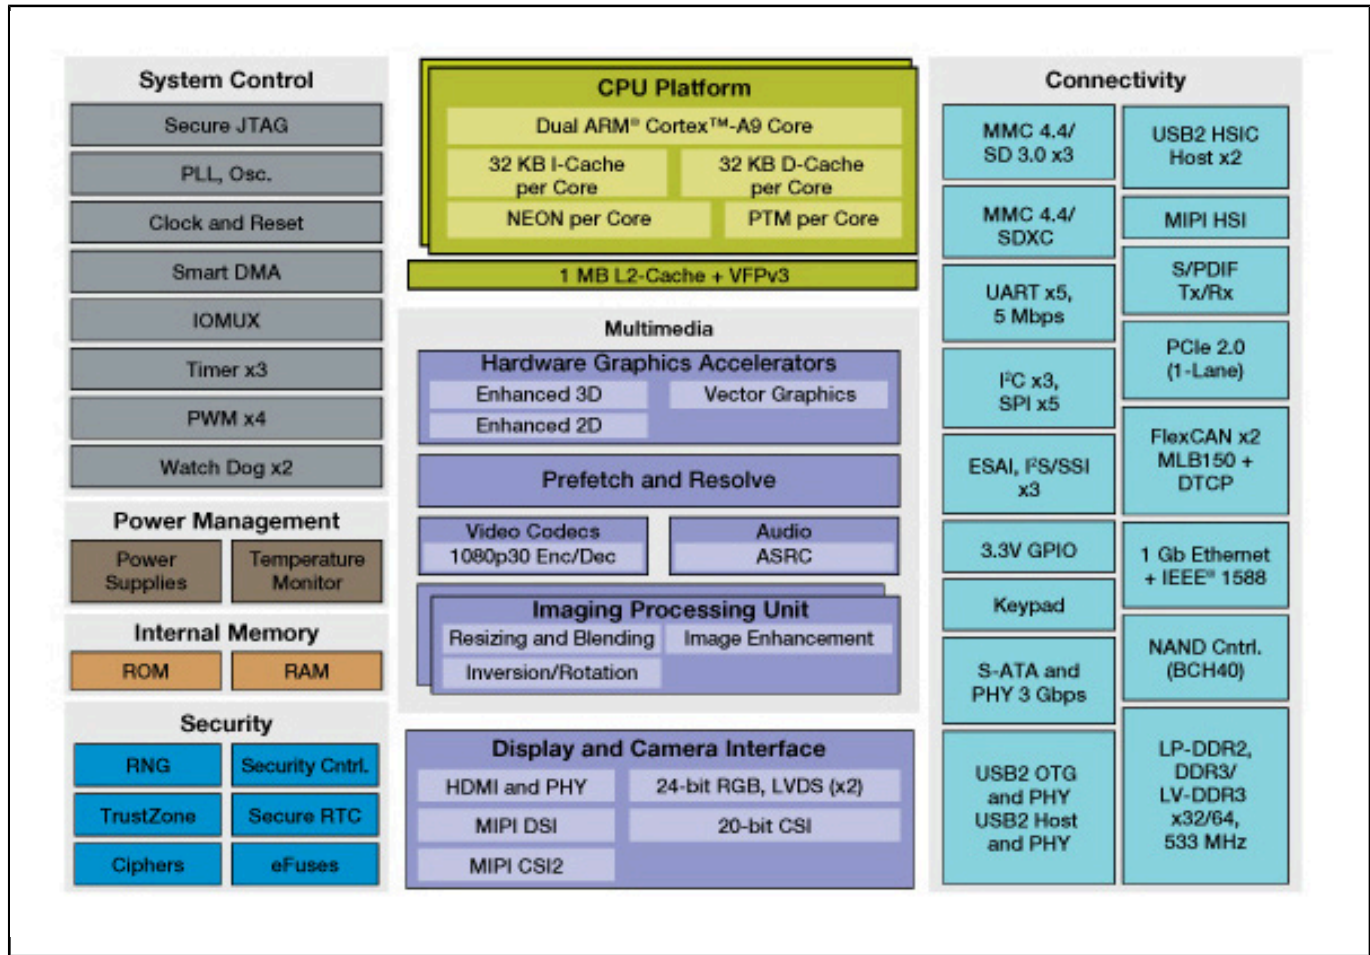 System Control
Secure JTAG
PLL, Osc.
Clock and Reset
Smart DMA
IOMUX
Timer x3
PWM x4
Watch Dog x2
Power Management
Power
Supplies
Temperature
Monitor
Internal Memory
ROM
RAM
Security
RNG
Security Cntrl.
TrustZone
Secure RTC
Ciphers
eFuses
CPU Platform
Dual ARM® Cortex™-A9 Core
32 KB I-Cache
per Core
32 KB D-Cache
per Core
NEON per Core
PTM per Core
1 MB L2-Cache + VFPv3
Multimedia
Hardware Graphics Accelerators
Enhanced 3D
Vector Graphics
Enhanced 2D
Prefetch and Resolve
Video Codecs
1080p30 Enc/Dec
Audio
ASRC
Imaging Processing Unit
Resizing and Blending
Image Enhancement
Inversion/Rotation
Display and Camera Interface
HDMI and PHY
24-bit RGB, LVDS (x2)
MIPI DSI
20-bit CSI
MIPI CSI2
Connectivity
MMC 4.4/
SD 3.0 x3
MMC 4.4/
SDXC
UART x5,
5 Mbps
I²C x3,
SPI x5
ESAI, I²S/SSI
x3
3.3V GPIO
Keypad
S-ATA and
PHY 3 Gbps
USB2 OTG
and PHY
USB2 Host
and PHY
USB2 HSIC
Host x2
MIPI HSI
S/PDIF
Tx/Rx
PCIe 2.0
(1-Lane)
FlexCAN x2
MLB150 +
DTCP
1 Gb Ethernet
+ IEEE® 1588
NAND Cntrl.
(BCH40)
LP-DDR2,
DDR3/
LV-DDR3
x32/64,
533 MHz